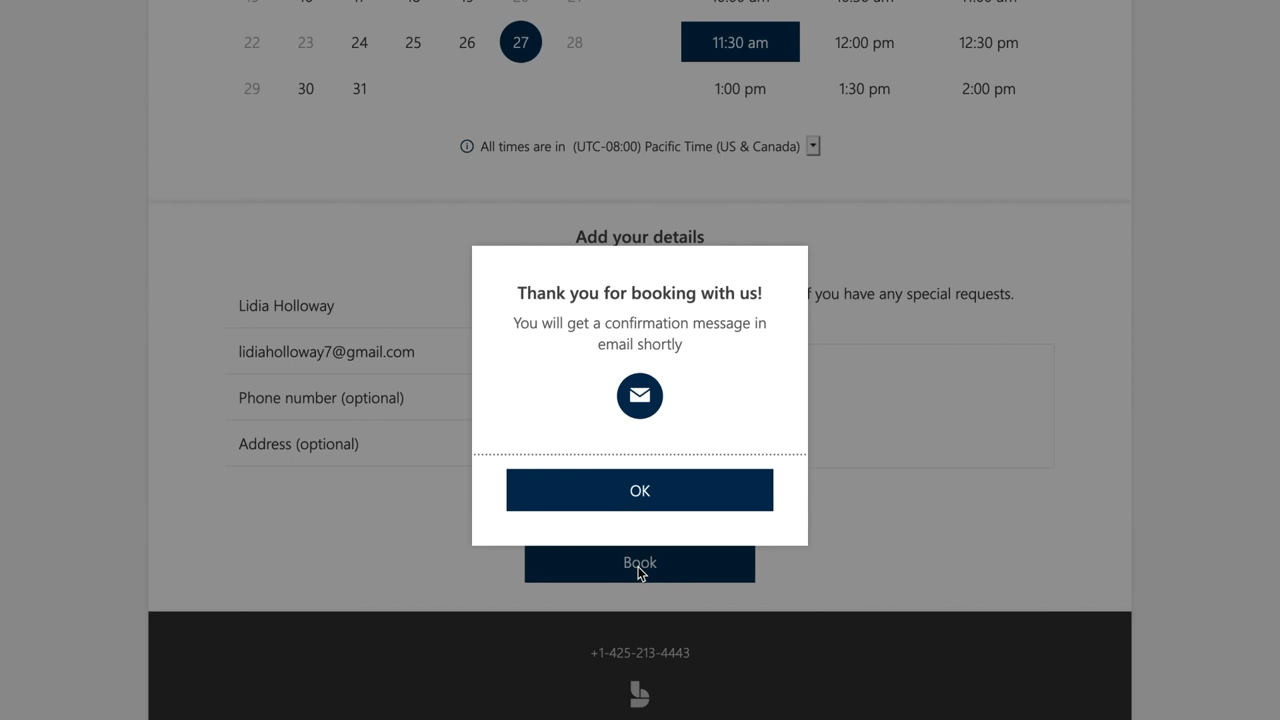 22 23 24 25 26 27 28 11:30 am 12:00 pm 12:30 pm
29 30 31 1:00 pm 1:30 pm 2:00 pm
All times are in (UTC-08:00) Pacific Time (US & Canada)
Add your details
Thank you for booking with us!
You will get a confirmation message in
email shortly
OK
Lidia Holloway
lidiaholloway7@gmail.com
Phone number (optional)
Address (optional)
you have any special requests.
Book
+1-425-213-4443